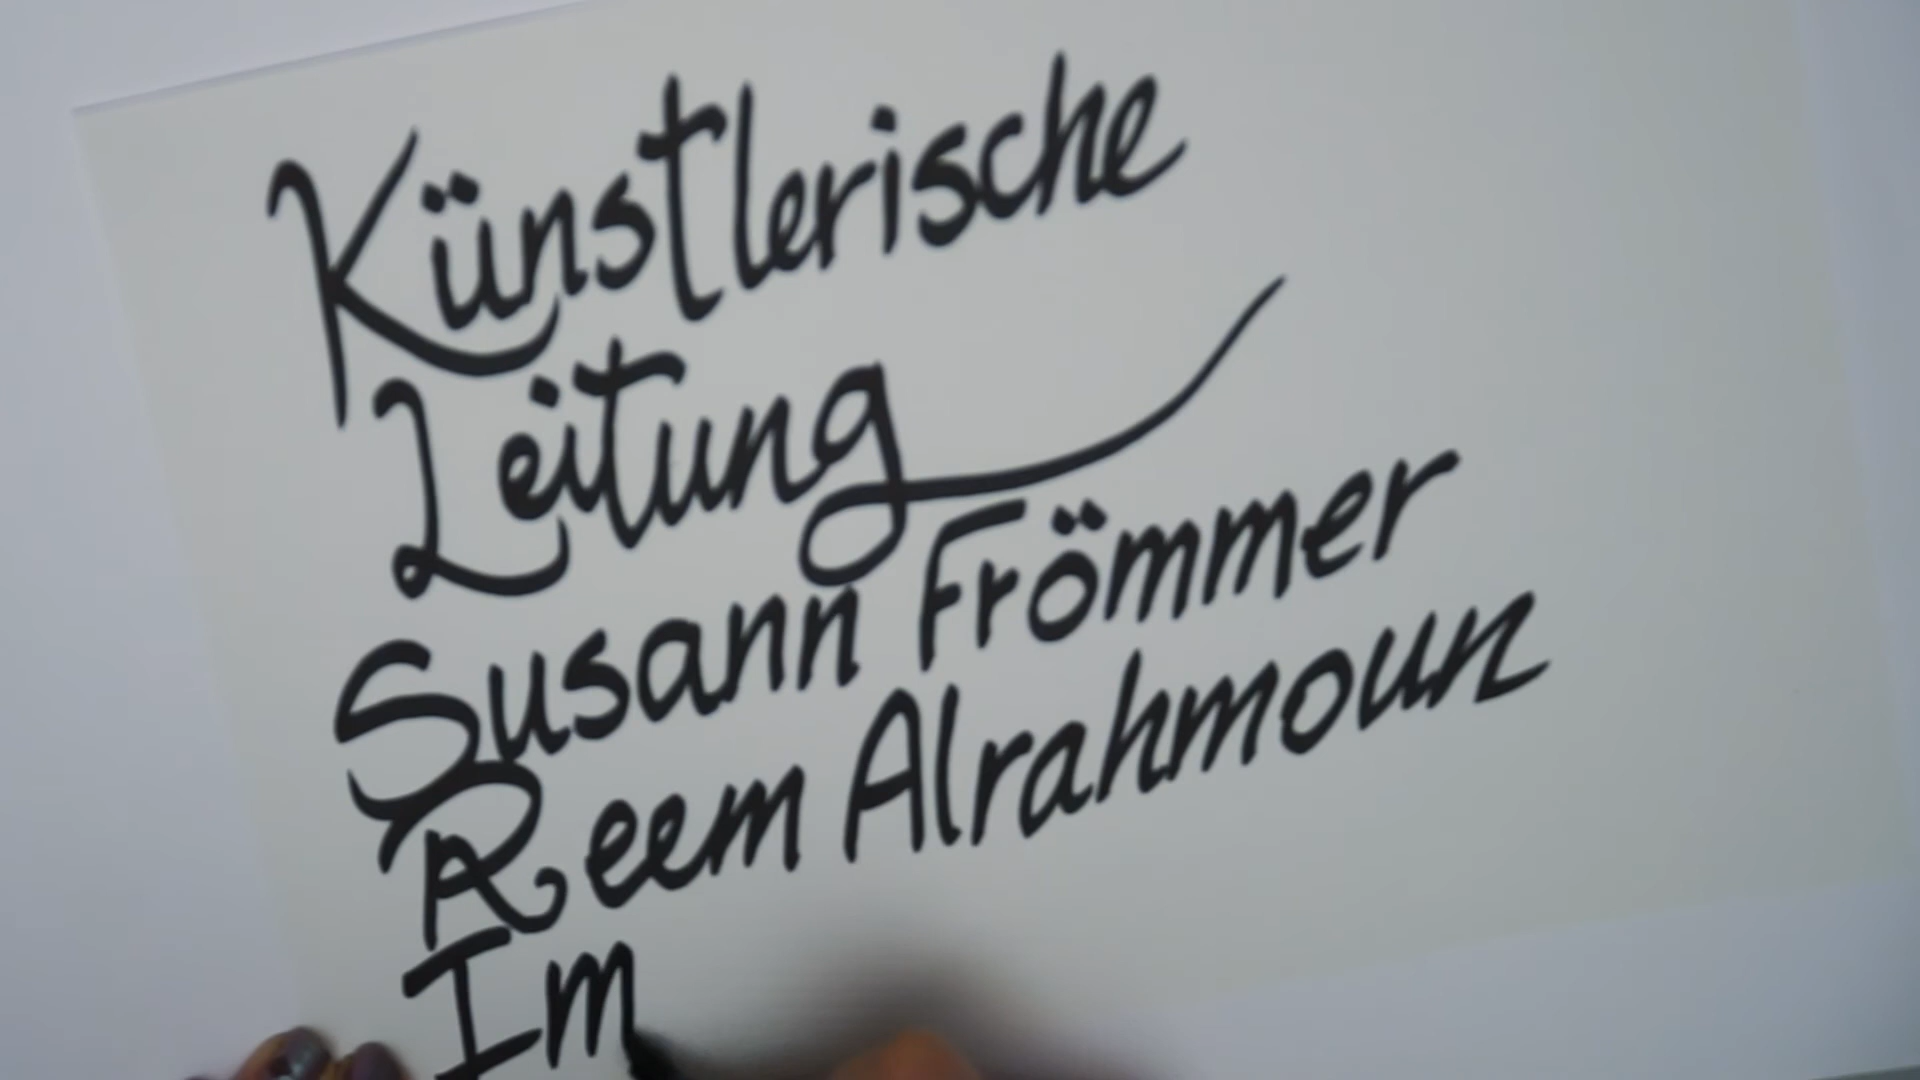 Künstlerische
Leitung
Susann Frömmer
Reem Alrahmoun
Im